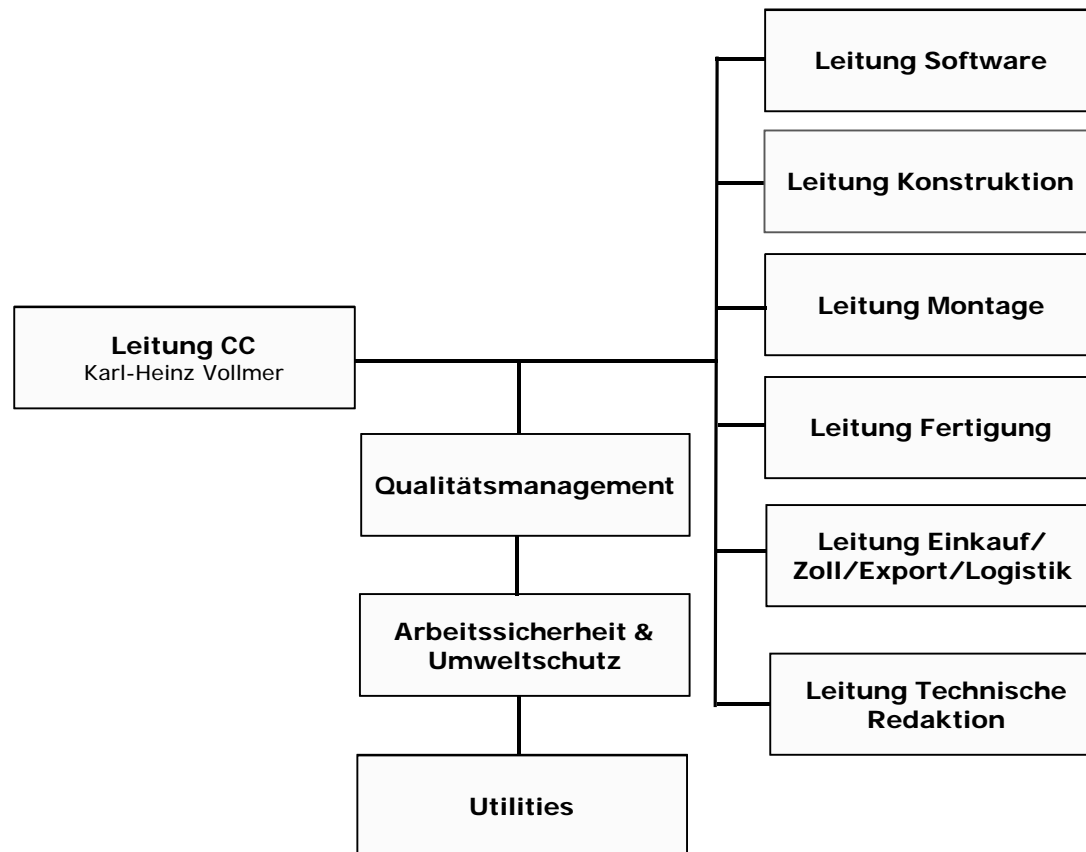 Leitung Software
Leitung Konstruktion
Leitung Montage
Leitung CC
Karl-Heinz Vollmer
Leitung Fertigung
Qualitätsmanagement
Leitung Einkauf/
Zoll/Export/Logistik
Arbeitssicherheit &
Umweltschutz
Leitung Technische
Redaktion
Utilities